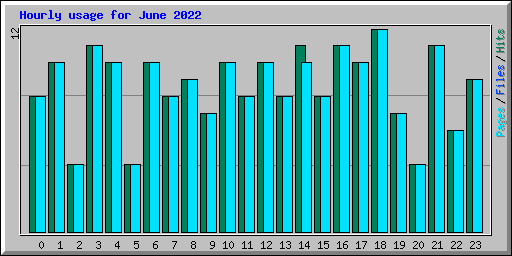 Hourly usage for June 2022
12
Pages/Files/Hits
0 1 2 3 4 5 6 7 8 9 10 11 12 13 14 15 16 17 18 19 20 21 22 23